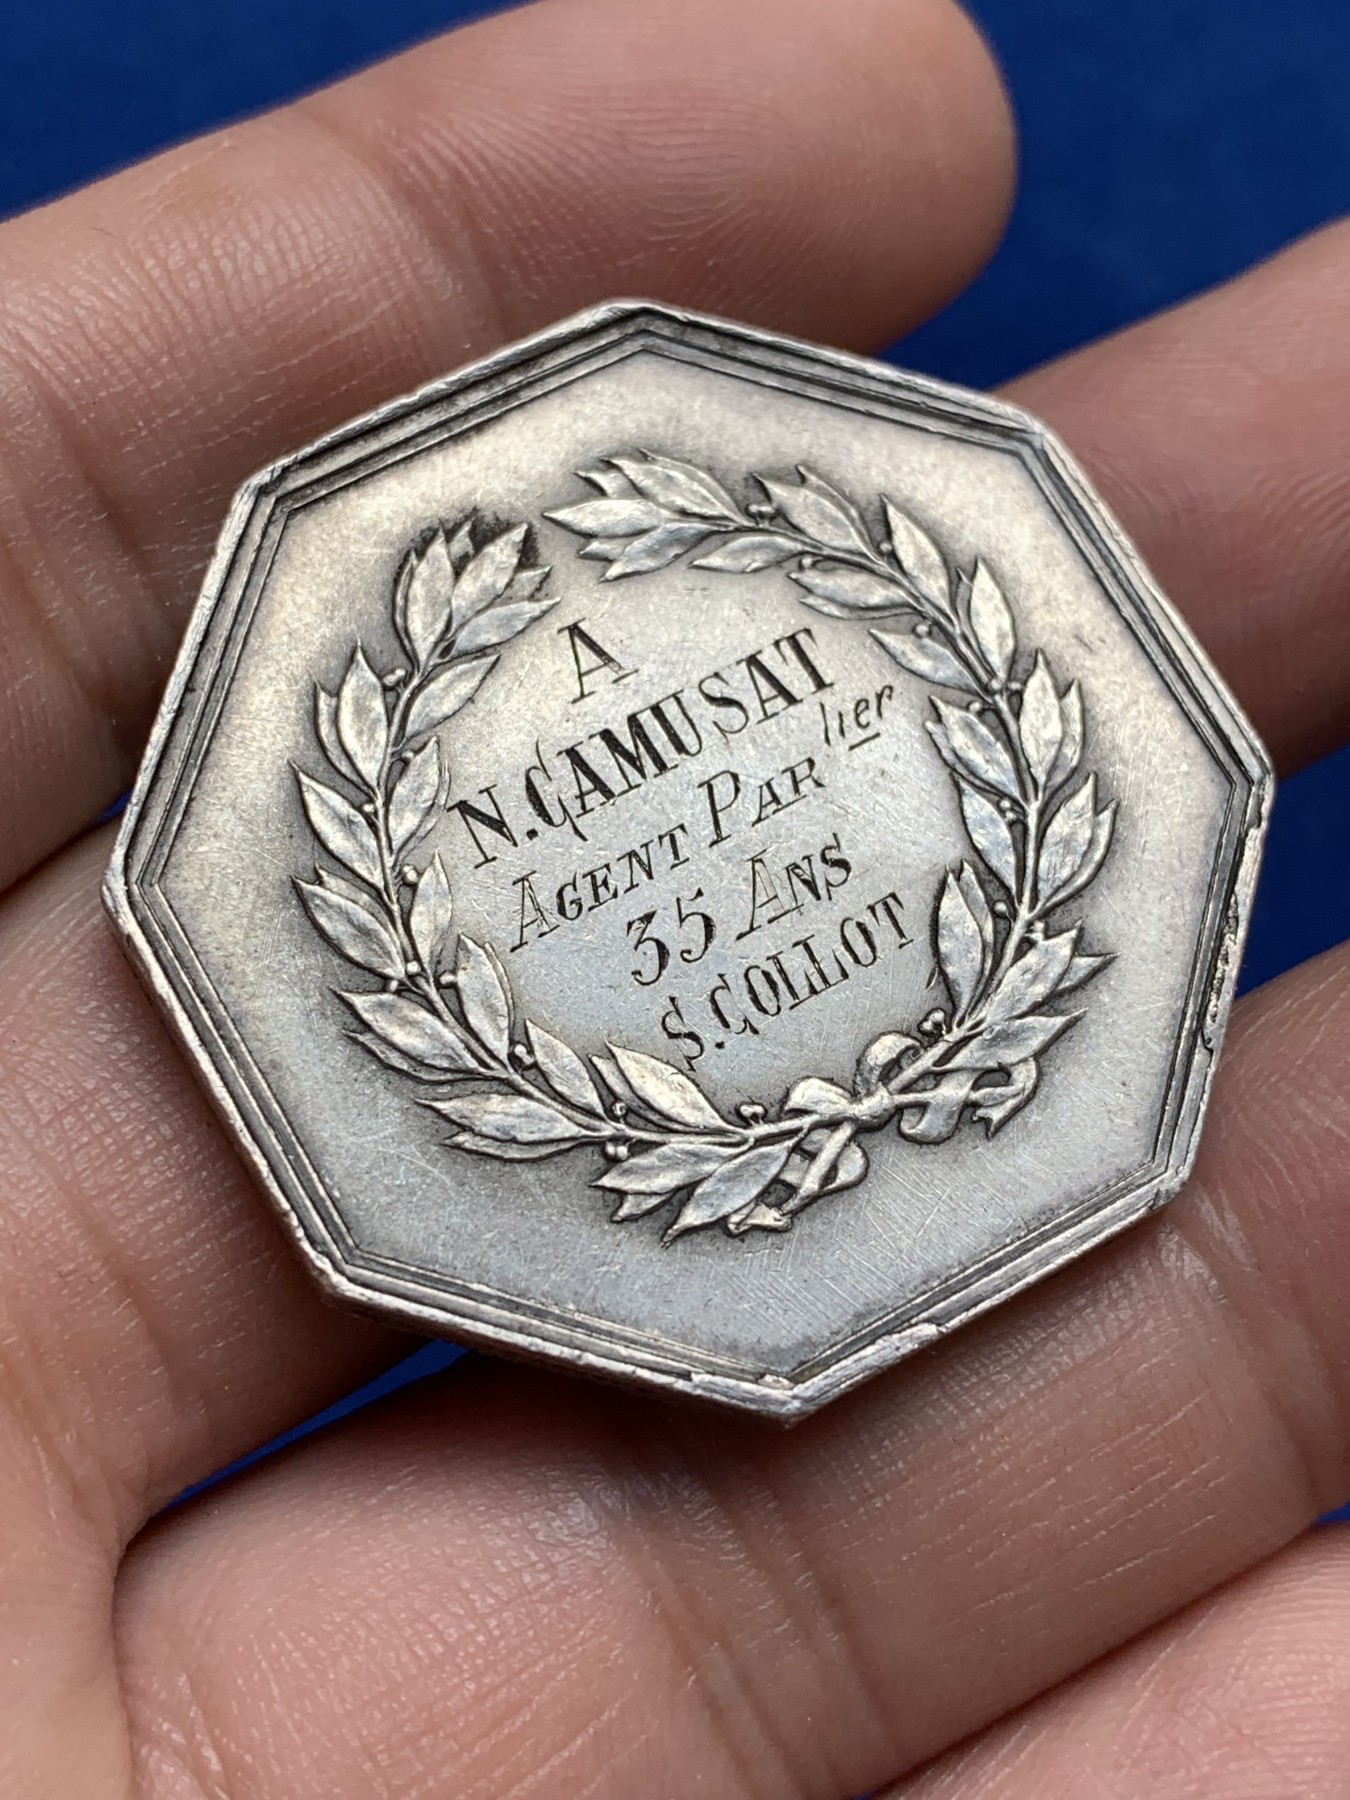 A
N. CAMUSAT
AGENT PARlier
35 ANS
S. COLLOT